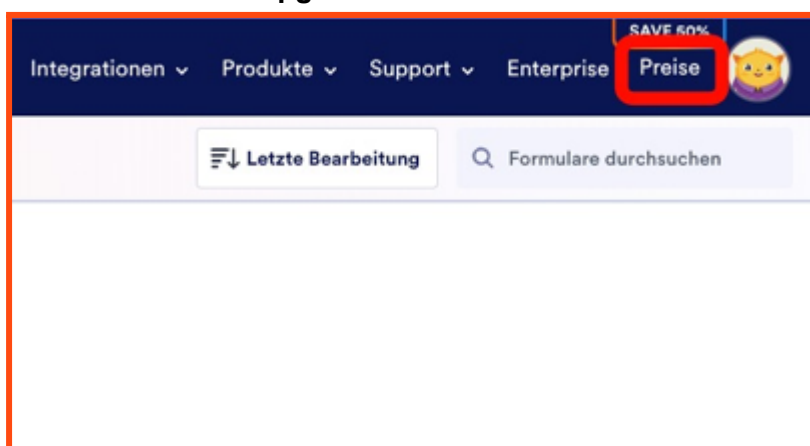 SAVE 50%
Integrationen Produkte Support Enterprise Preise
Letzte Bearbeitung Formulare durchsuchen